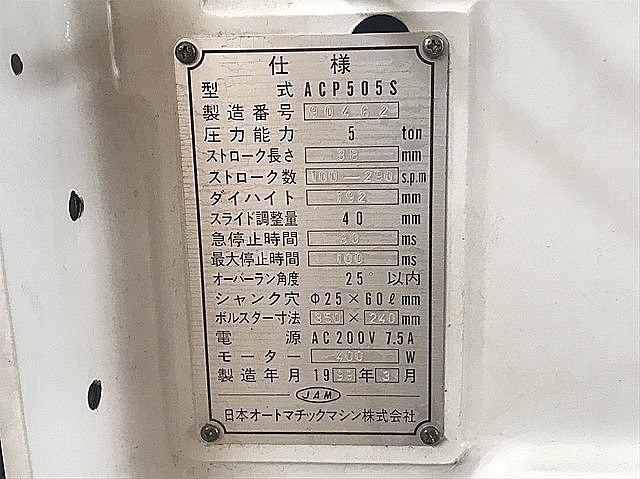 仕様
型式 ACP505S
製造番号 90462
圧力能力 5 ton
ストローク長さ 38 mm
ストローク数 100—290 s.p.m
ダイハイト 192 mm
スライド調整量 40 mm
急停止時間 80 ms
最大停止時間 100 ms
オーバーラン角度 25° 以内
シャンク穴 Φ25×60ℓ mm
ボルスター寸法 350×240 mm
電源 AC200V 7.5A
モーター 400 W
製造年月 19年3月
JAM
日本オートマチックマシン株式会社